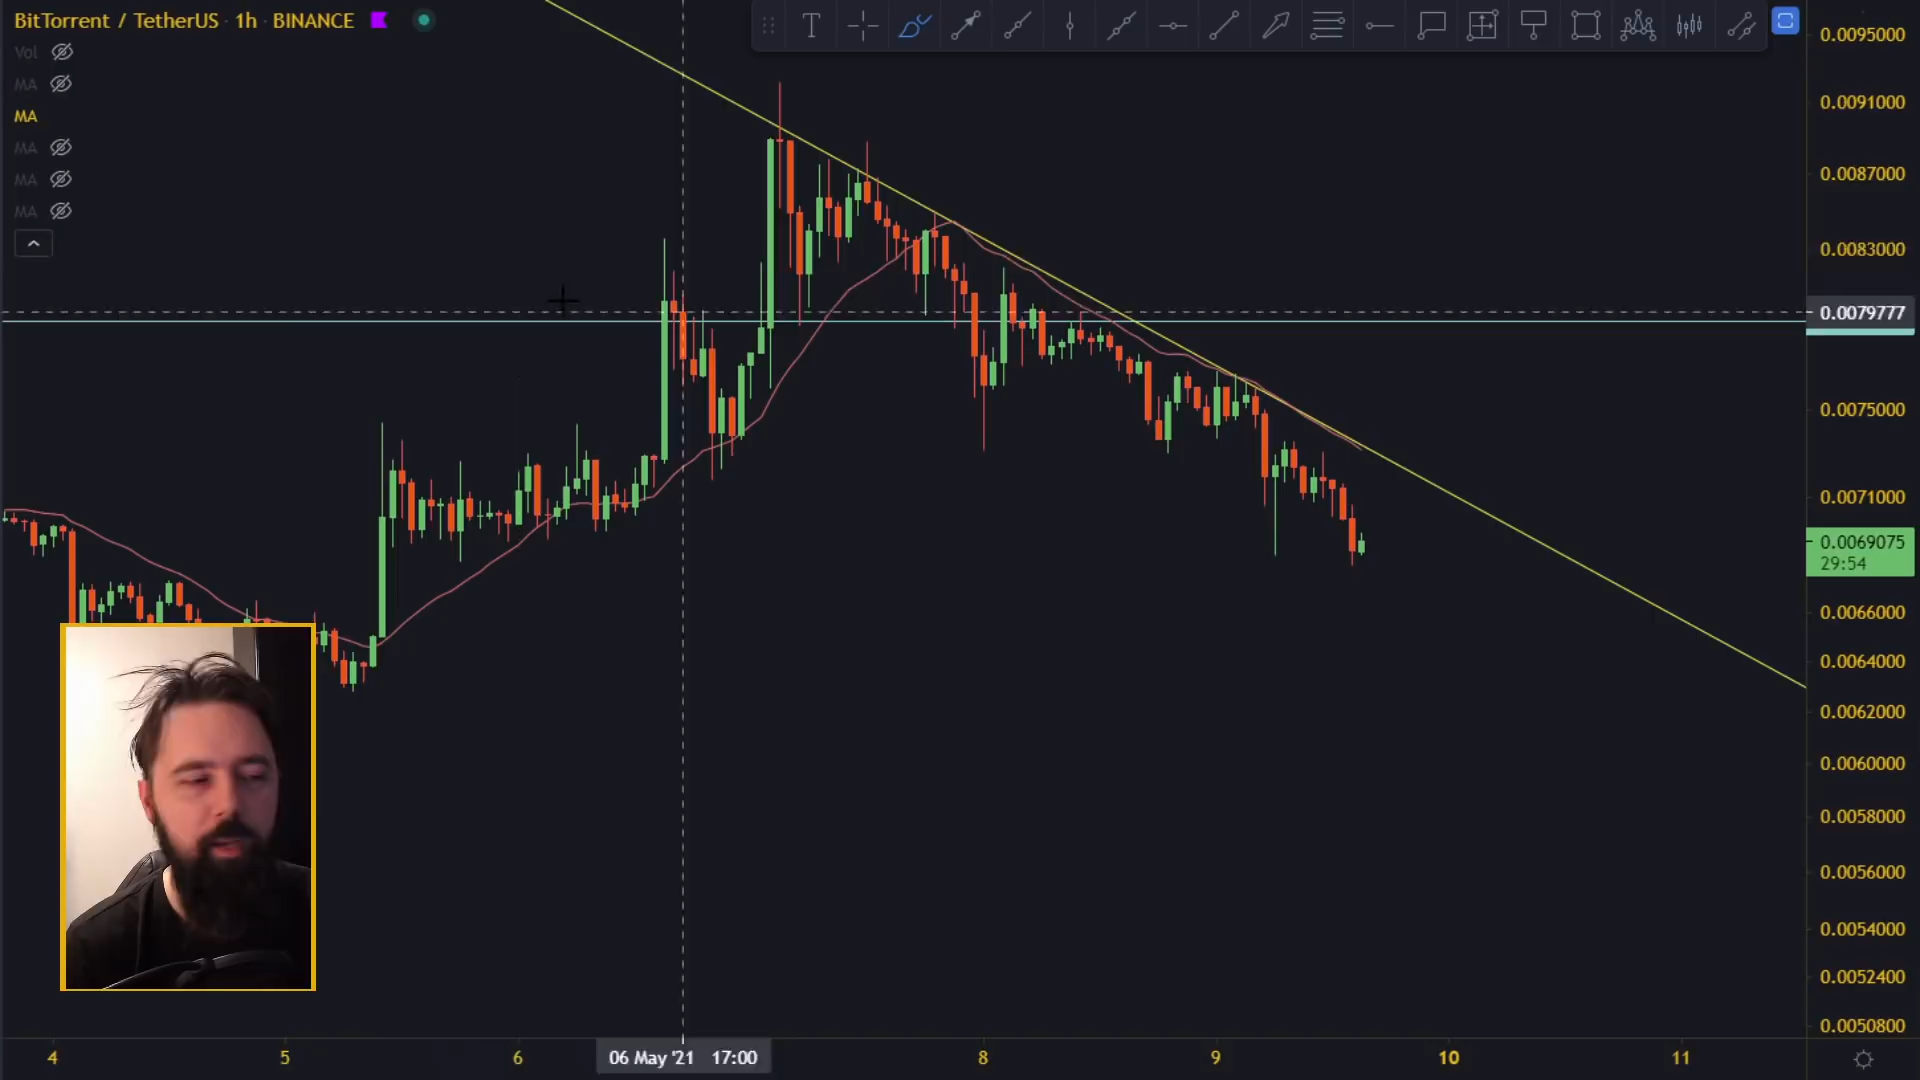 BitTorrent / TetherUS · 1h · BINANCE
Vol
MA
MA
MA
MA
MA
T
0.0095000
0.0091000
0.0087000
0.0083000
0.0079777
0.0075000
0.0071000
0.0069075
29:54
0.0066000
0.0064000
0.0062000
0.0060000
0.0058000
0.0056000
0.0054000
0.0052400
0.0050800
4
5
6
06 May '21 17:00
8
9
10
11